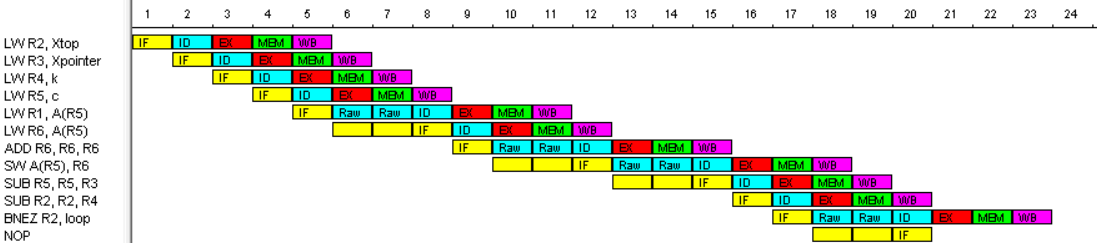 1 2 3 4 5 6 7 8 9 10 11 12 13 14 15 16 17 18 19 20 21 22 23 24
LW R2, Xtop IF ID EX MEM WB
LW R3, Xpointer IF ID EX MEM WB
LW R4, k IF ID EX MEM WB
LW R5, c IF ID EX MEM WB
LW R1, A(R5) IF Raw Raw ID EX MEM WB
LW R6, A(R5) IF ID EX MEM WB
ADD R6, R6, R6 IF Raw Raw ID EX MEM WB
SW A(R5), R6 IF Raw Raw ID EX MEM WB
SUB R5, R5, R3 IF ID EX MEM WB
SUB R2, R2, R4 IF ID EX MEM WB
BNEZ R2, loop IF Raw Raw ID EX MEM WB
NOP IF